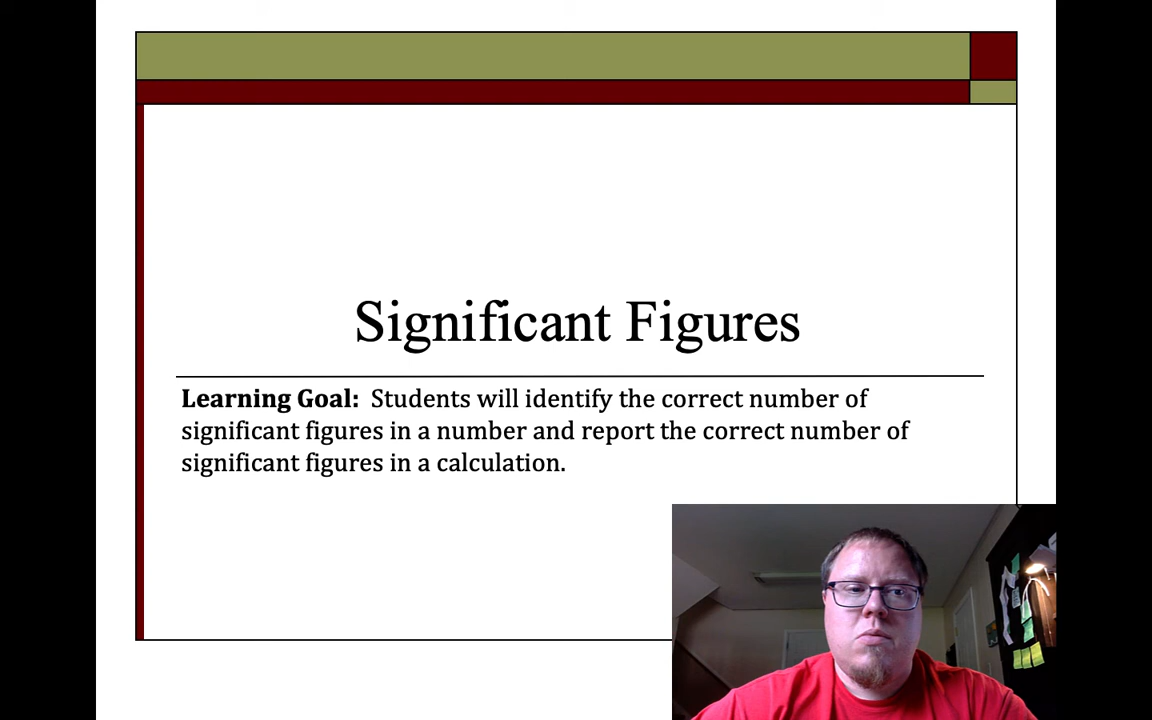 Significant Figures
Learning Goal:  Students will identify the correct number of
significant figures in a number and report the correct number of
significant figures in a calculation.